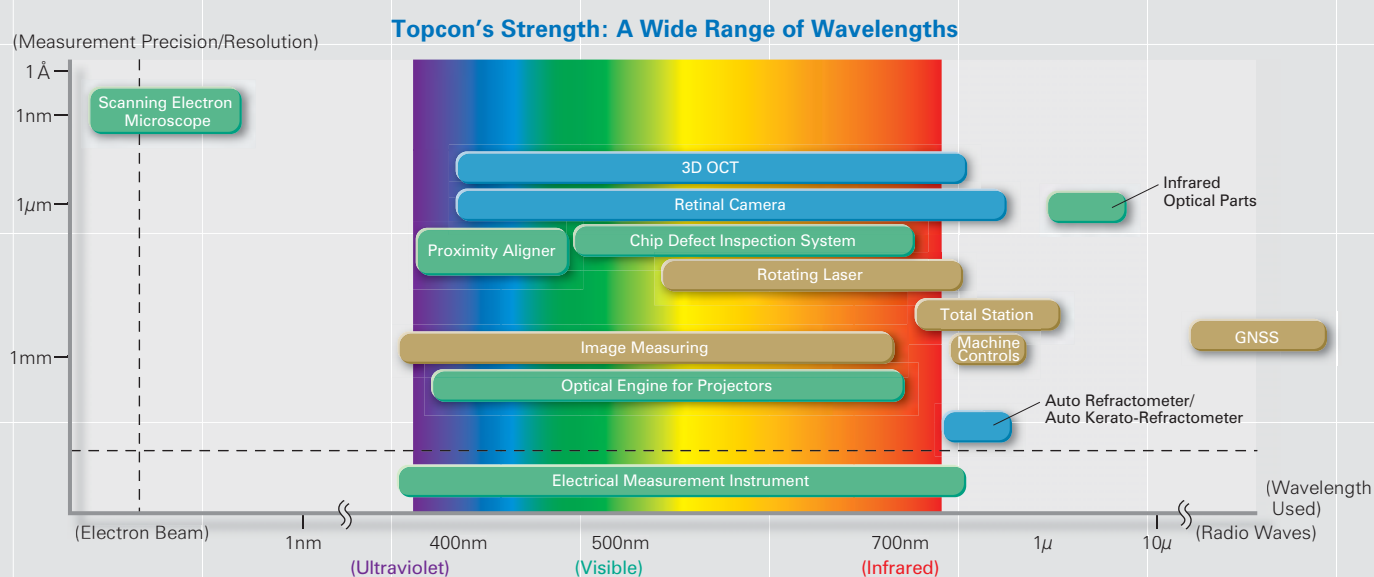 Topcon's Strength: A Wide Range of Wavelengths
(Measurement Precision/Resolution)
1Å
1nm
1μm
1mm
Scanning Electron
Microscope
3D OCT
Retinal Camera
Infrared
Optical Parts
Proximity Aligner
Chip Defect Inspection System
Rotating Laser
Total Station
Image Measuring
Machine
Controls
GNSS
Optical Engine for Projectors
Auto Refractometer/
Auto Kerato-Refractometer
Electrical Measurement Instrument
(Wavelength
Used)
(Electron Beam)
1nm
400nm
500nm
700nm
1μ
10μ
(Radio Waves)
(Ultraviolet)
(Visible)
(Infrared)